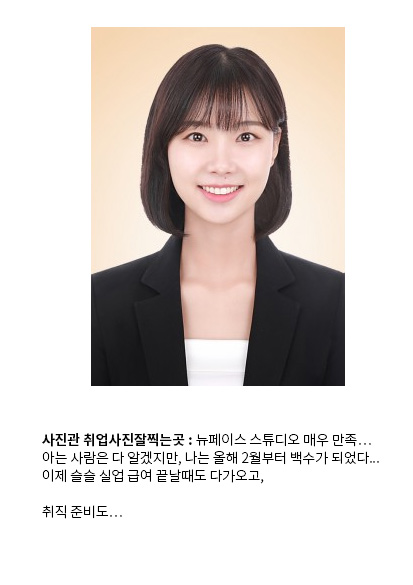 사진관 취업사진잘찍는곳 : 뉴페이스 스튜디오 매우 만족…
아는 사람은 다 알겠지만, 나는 올해 2월부터 백수가 되었다...
이제 슬슬 실업 급여 끝날때도 다가오고,
취직 준비도…